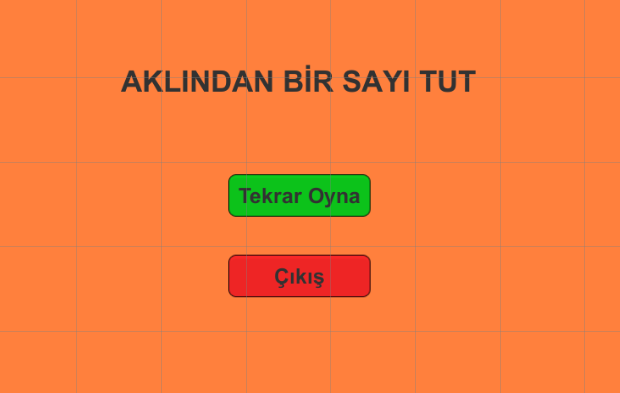 AKLINDAN BİR SAYI TUT
Tekrar Oyna
Çıkış